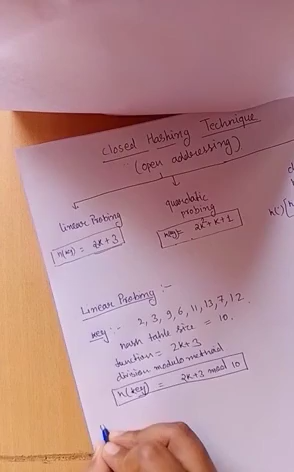 closed Hashing Technique
(open addressing)
Linear Probing
h(key) = 2k+3
quadratic
probing
2k²+k+1
Linear Probing :-
key :- 2, 3, 9, 6, 11, 13, 7, 12.
hash table size = 10.
function = 2k+3
division modulo method
h(key) = 2k+3 mod 10